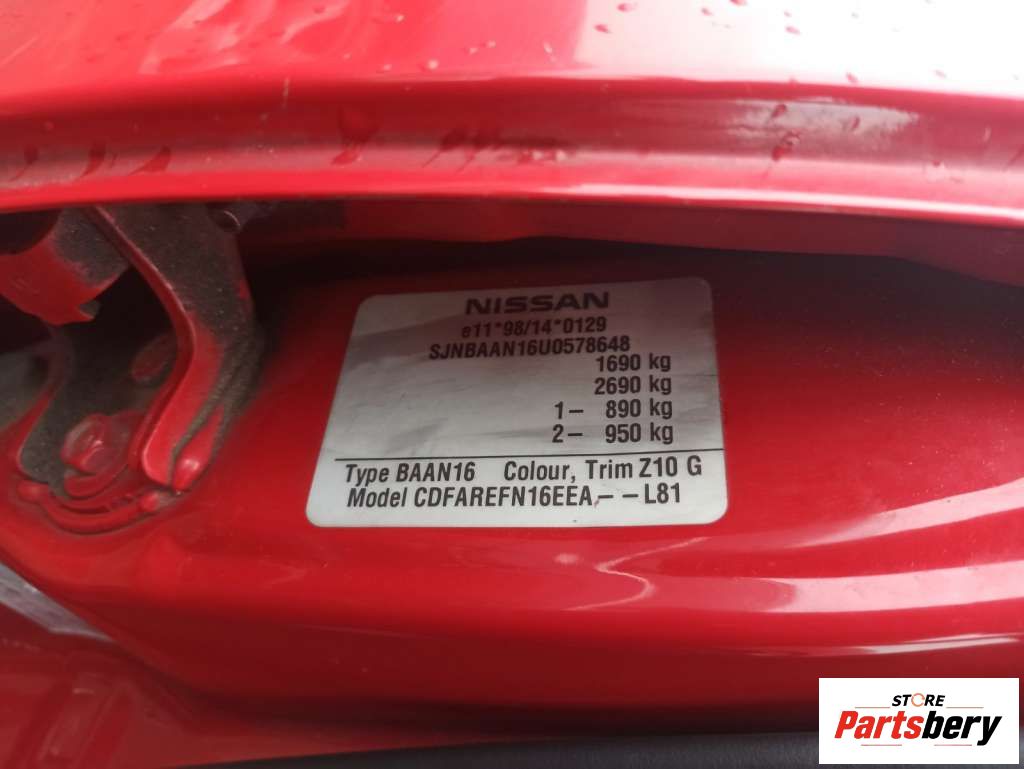 NISSAN
e11*98/14*0129
SJNBAAN16U0578648
1690 kg
2690 kg
1- 890 kg
2- 950 kg
Type BAAN16 Colour, Trim Z10 G
Model CDFAREFN16EEA---L81
STORE
Partsbery